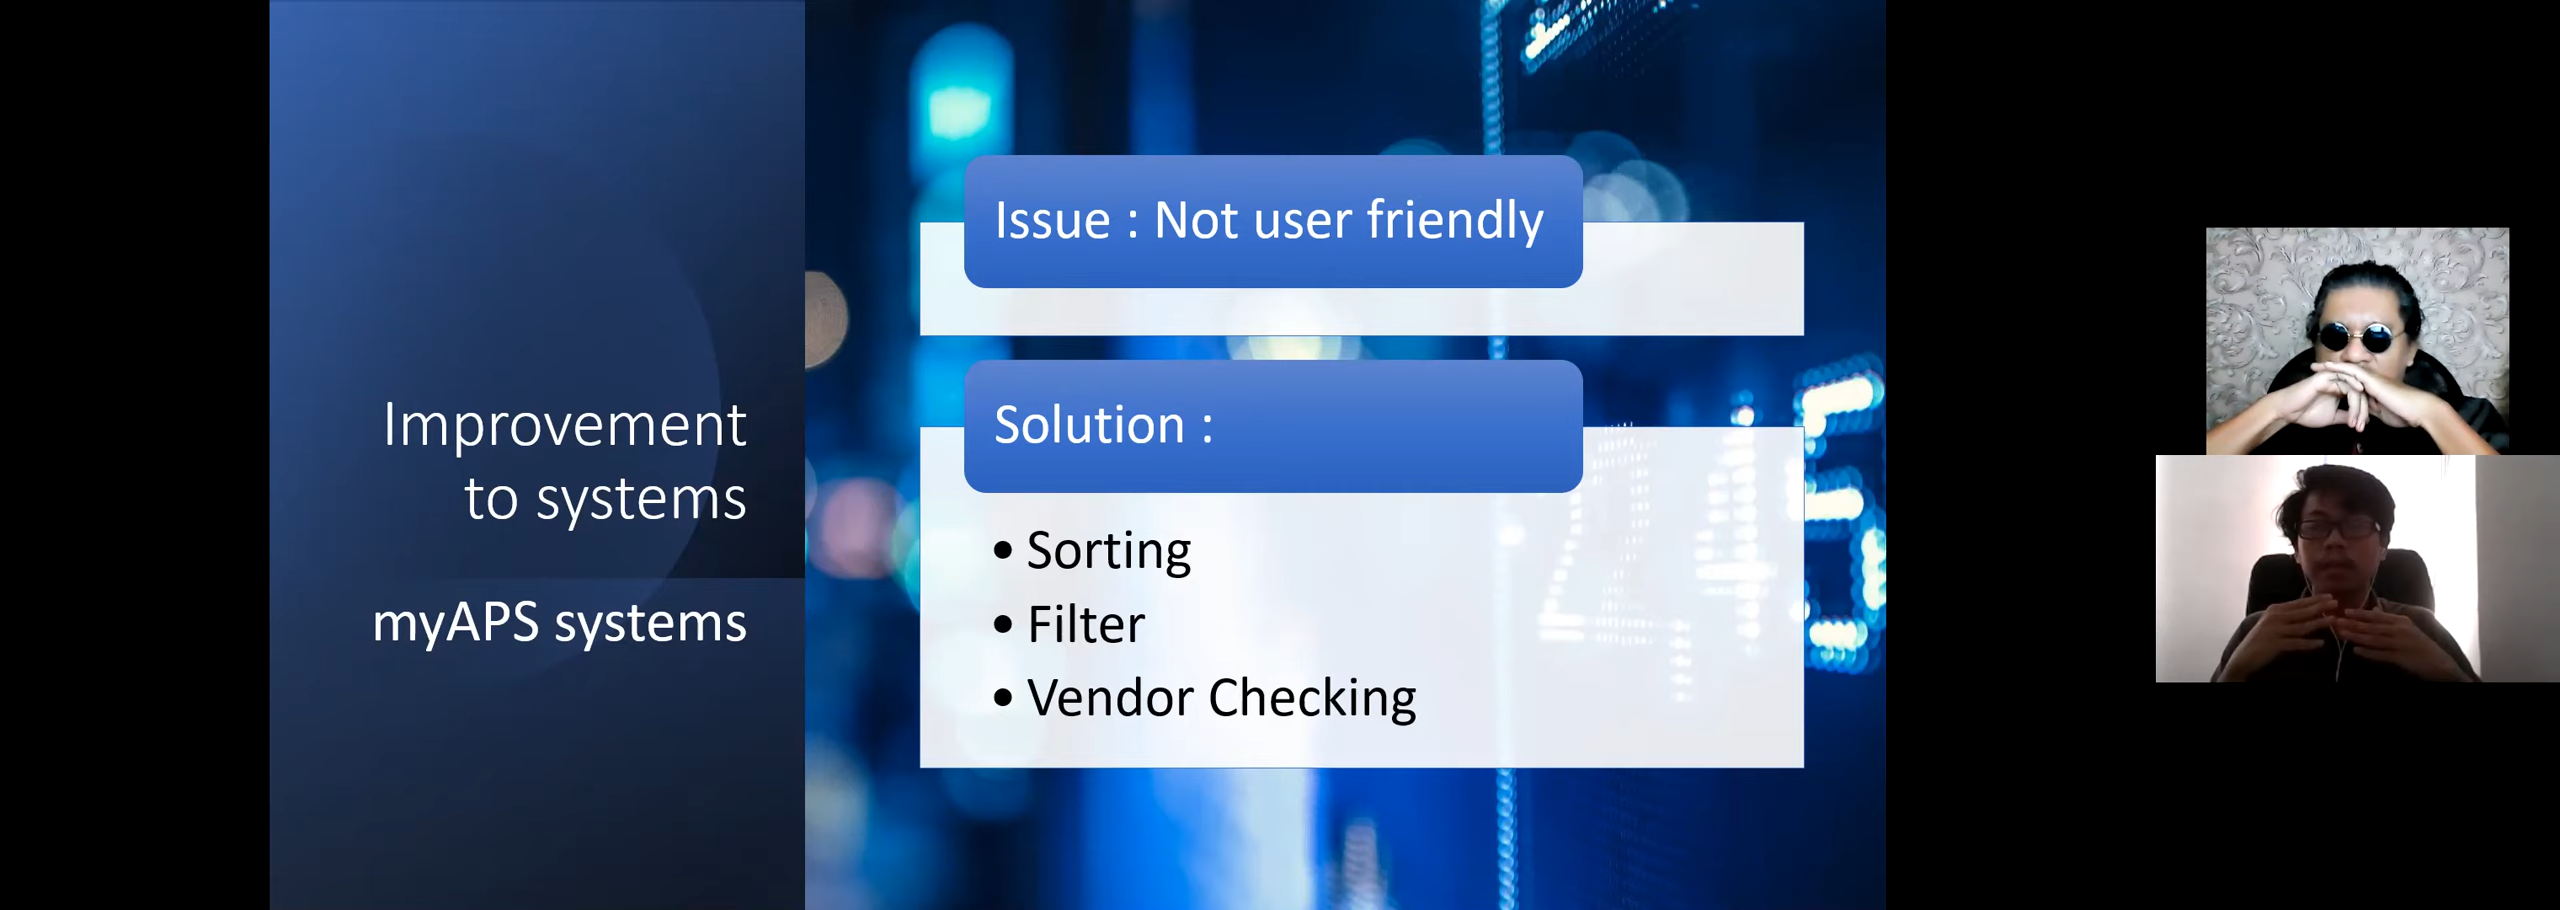 Improvement
to systems
myAPS systems
Issue : Not user friendly
Solution :
• Sorting
• Filter
• Vendor Checking